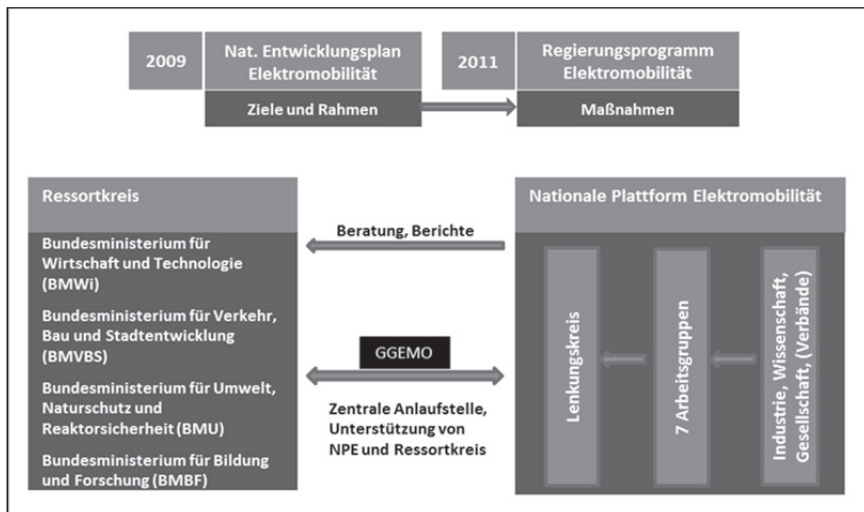 2009
Nat. Entwicklungsplan
Elektromobilität
Ziele und Rahmen
2011
Regierungsprogramm
Elektromobilität
Maßnahmen
Ressortkreis
Bundesministerium für
Wirtschaft und Technologie
(BMWi)
Bundesministerium für Verkehr,
Bau und Stadtentwicklung
(BMVBS)
Bundesministerium für Umwelt,
Naturschutz und
Reaktorsicherheit (BMU)
Bundesministerium für Bildung
und Forschung (BMBF)
Beratung, Berichte
GGEMO
Zentrale Anlaufstelle,
Unterstützung von
NPE und Ressortkreis
Nationale Plattform Elektromobilität
Lenkungskreis
7 Arbeitsgruppen
Industrie, Wissenschaft,
Gesellschaft, (Verbände)